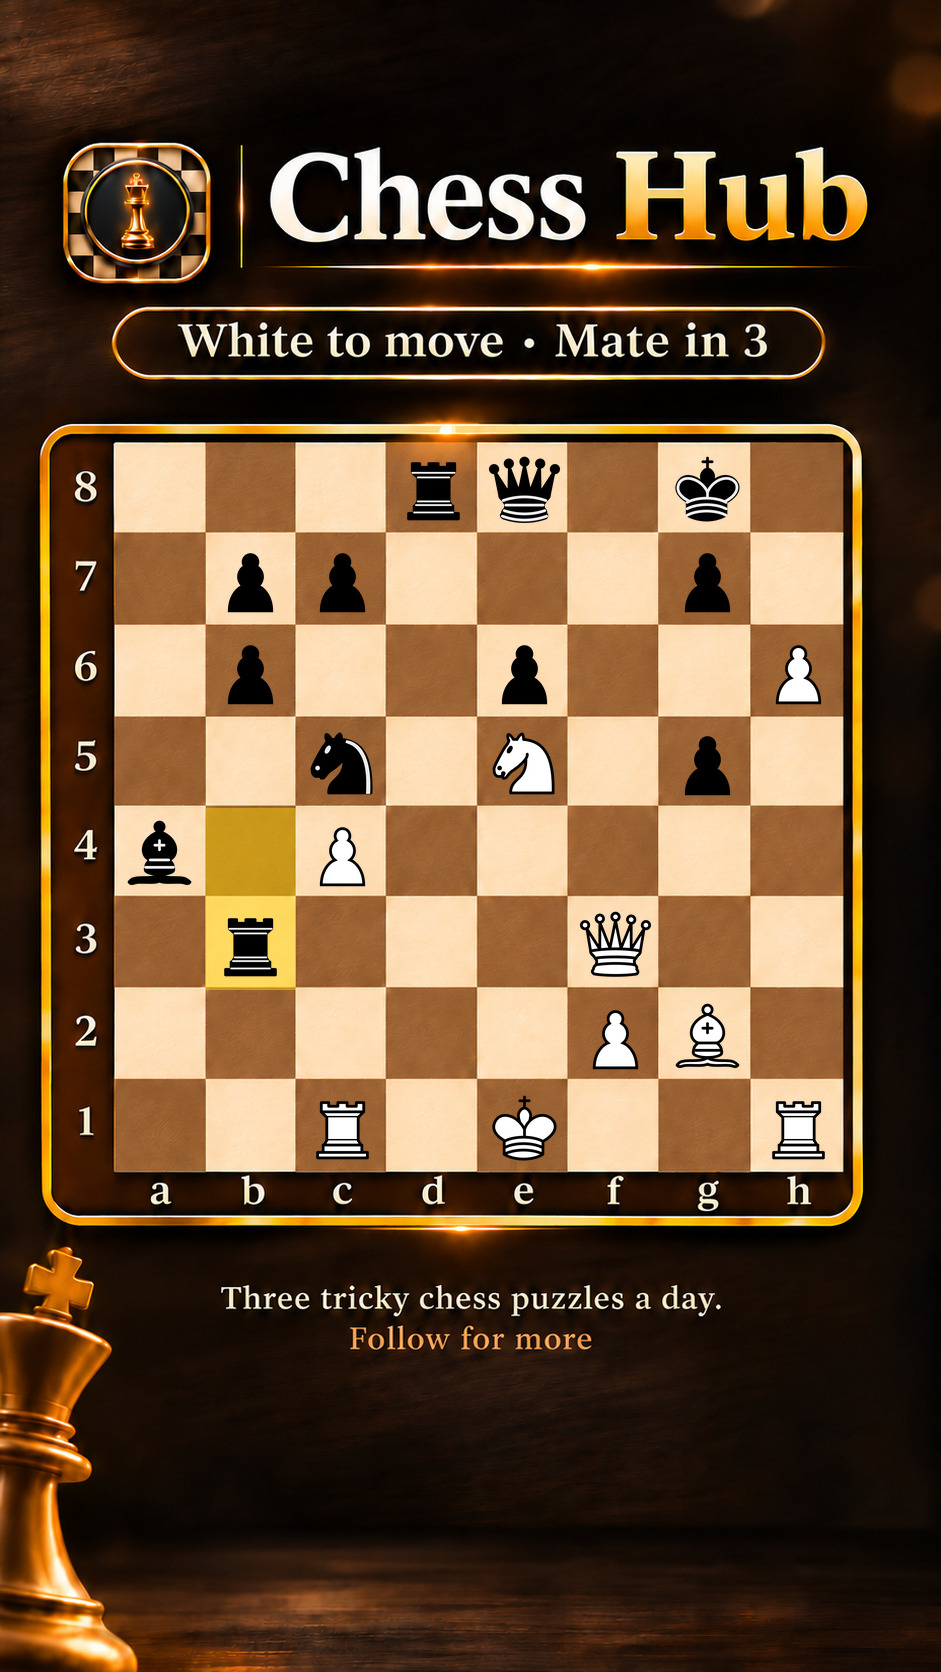 Chess Hub
White to move • Mate in 3
8
7
6
5
4
3
2
1
a b c d e f g h
Three tricky chess puzzles a day.
Follow for more